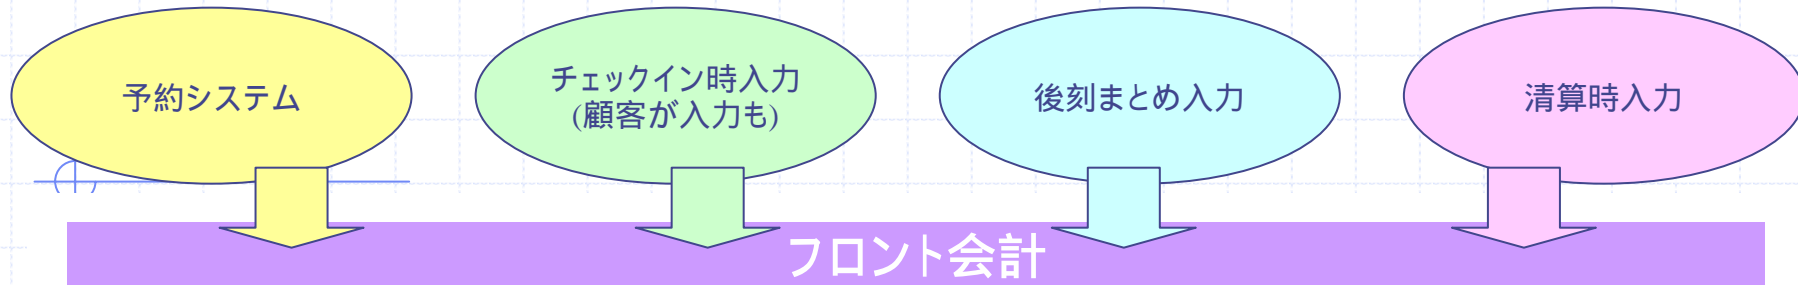 予約システム
チェックイン時入力
(顧客が入力も)
後刻まとめ入力
清算時入力
フロント会計